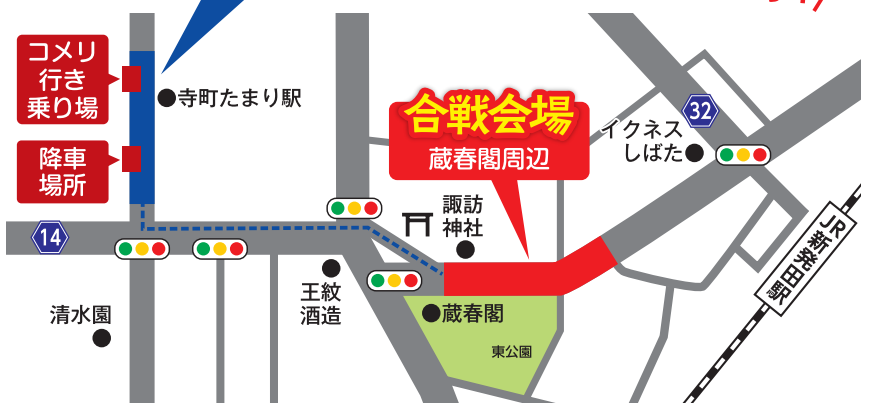 コメリ
行き
乗り場
降車
場所
寺町たまり駅
合戦会場
蔵春閣周辺
イクネス
しばた
32
14
諏訪
神社
王紋
酒造
蔵春閣
東公園
清水園
JR新発田駅